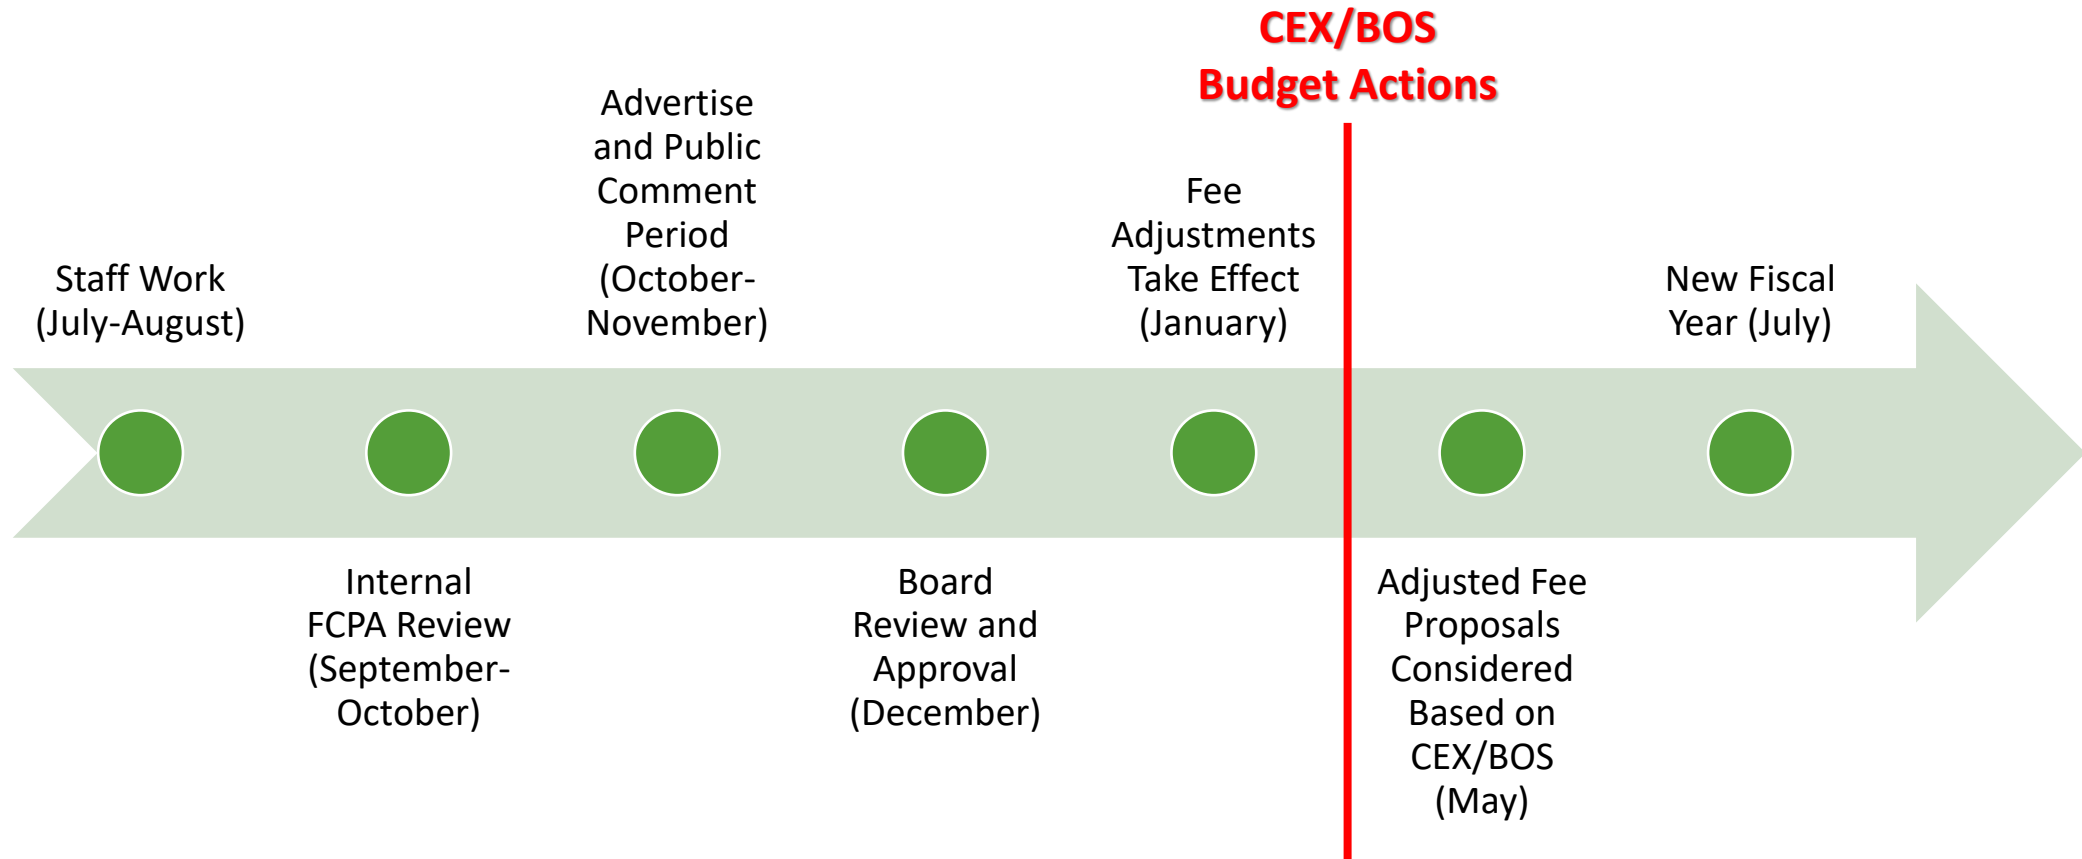 CEX/BOS
Budget Actions
Staff Work
(July-August)
Internal
FCPA Review
(September-
October)
Advertise
and Public
Comment
Period
(October-
November)
Board
Review and
Approval
(December)
Fee
Adjustments
Take Effect
(January)
Adjusted Fee
Proposals
Considered
Based on
CEX/BOS
(May)
New Fiscal
Year (July)